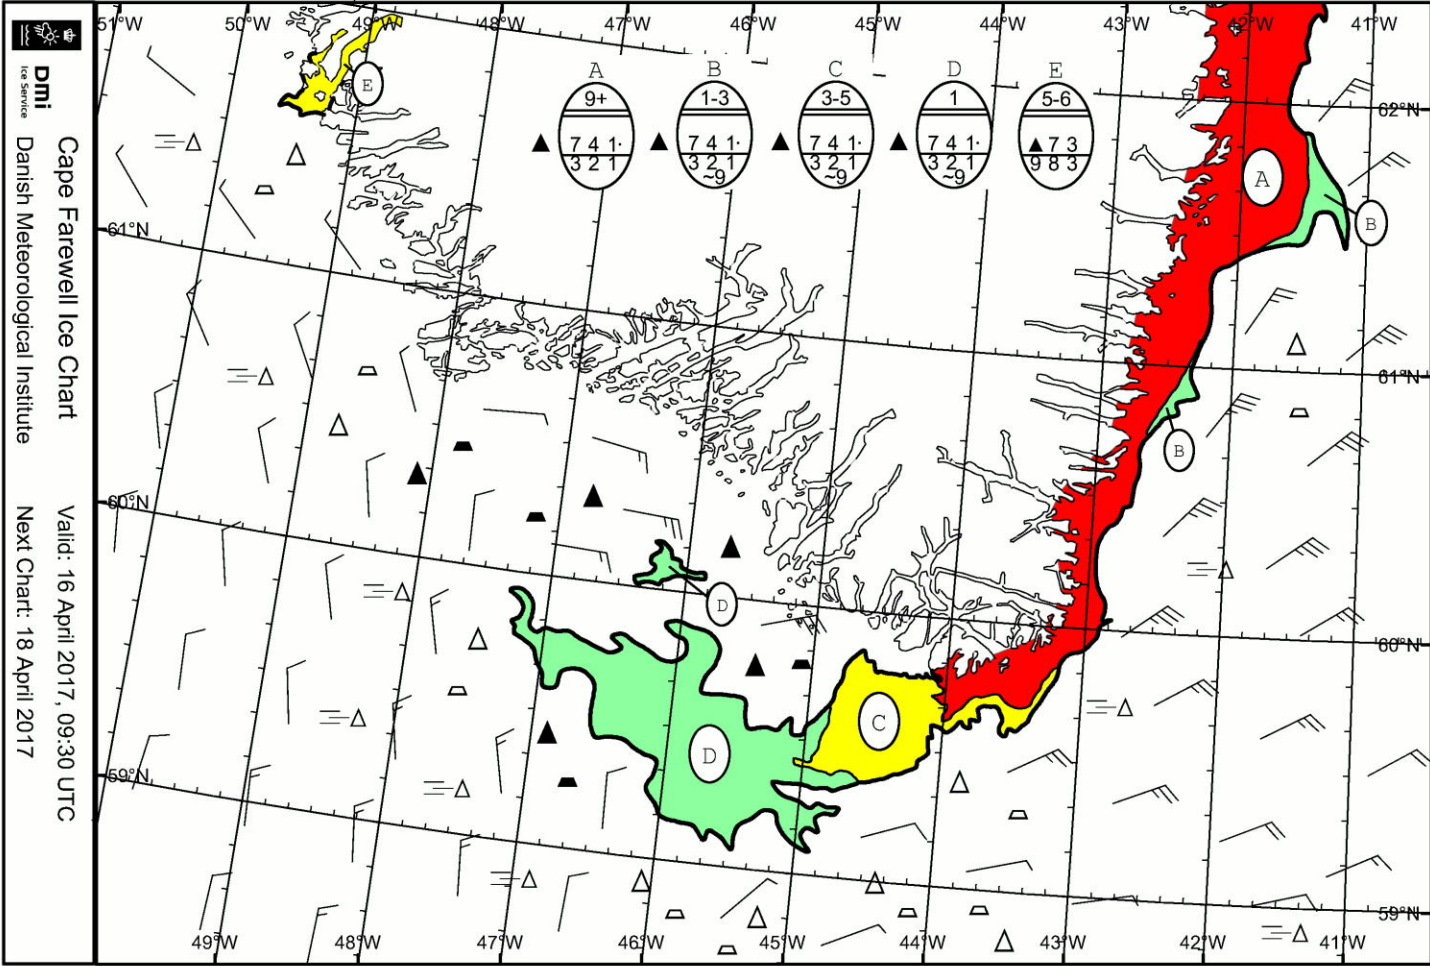 Dmi
Ice Service
Cape Farewell Ice Chart
Danish Meteorological Institute
Valid: 16 April 2017, 09:30 UTC
Next Chart: 18 April 2017
51°W 50°W 49°W 48°W 47°W 46°W 45°W 44°W 43°W 42°W 41°W
A B C D E
9+ 1-3 3-5 1 5-6
7 4 1· 7 4 1· 7 4 1· 7 4 1· ▲ 7 3
3 2 1 3 2 1 3 2 1 3 2 1 9 8 3
~9 ~9 ~9
E
62°N
A
B
61°N
61°N
B
60°N
D
60°N
C
D
59°N
59°N
49°W 48°W 47°W 46°W 45°W 44°W 43°W 42°W 41°W